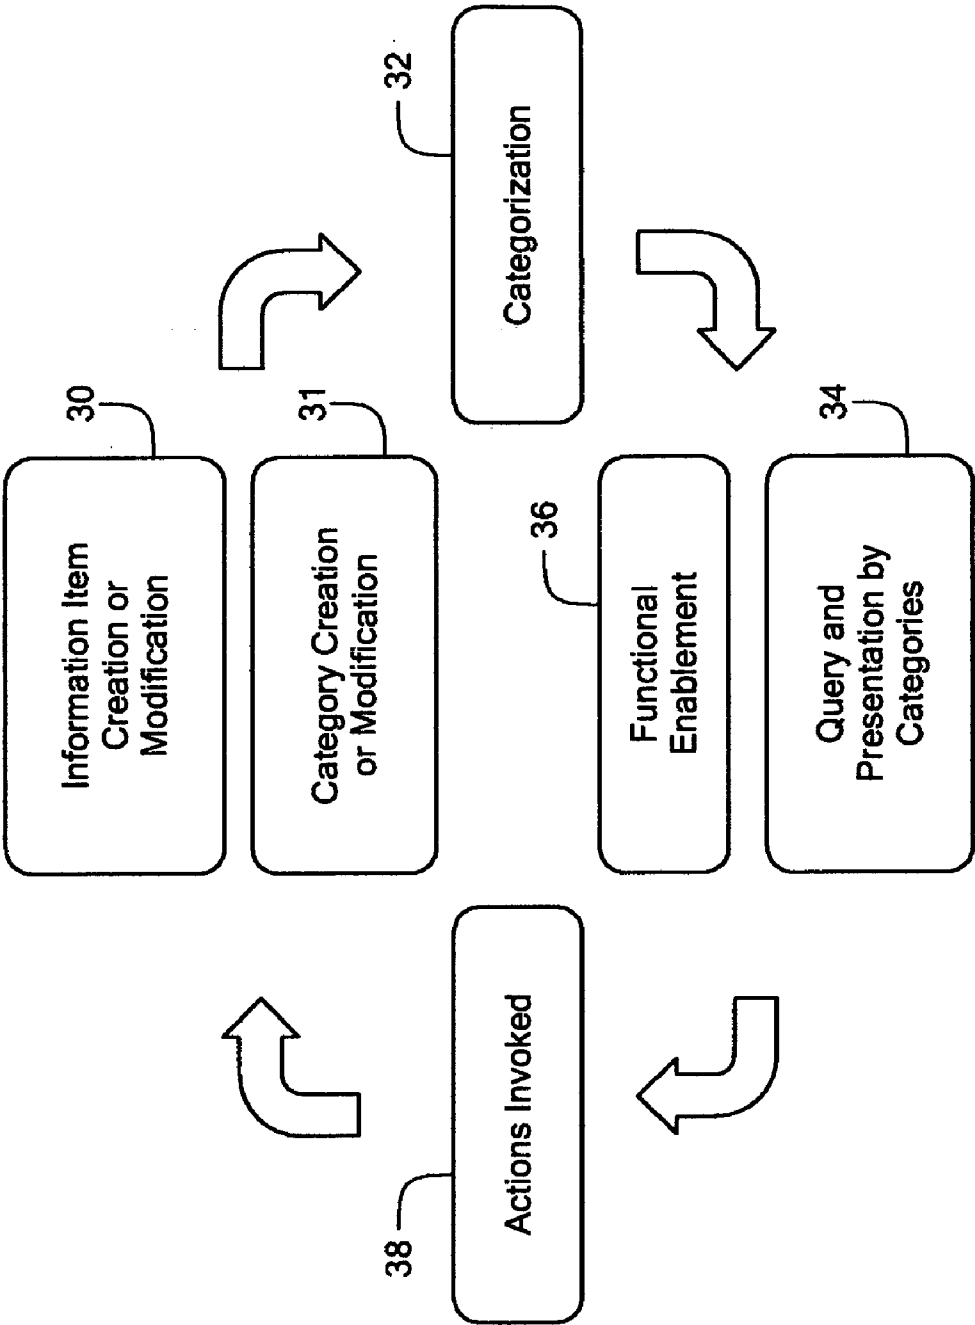 30
Information Item
Creation or
Modification
31
Category Creation
or Modification
32
Categorization
36
Functional
Enablement
34
Query and
Presentation by
Categories
38
Actions Invoked